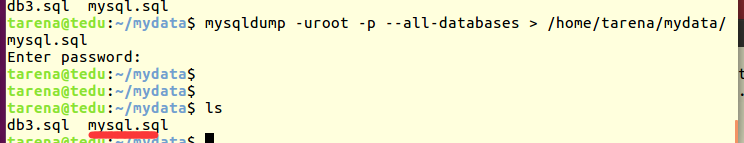 db3.sql  mysql.sql
tarena@tedu:~/mydata$ mysqldump -uroot -p --all-databases > /home/tarena/mydata/
mysql.sql
Enter password:
tarena@tedu:~/mydata$
tarena@tedu:~/mydata$
tarena@tedu:~/mydata$ ls
db3.sql  mysql.sql
tarena@tedu:~/mydata$